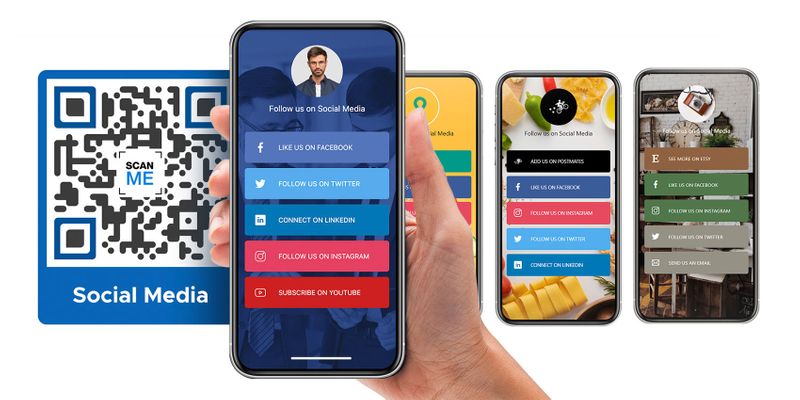 SCAN
ME
Social Media
Follow us on Social Media
LIKE US ON FACEBOOK
FOLLOW US ON TWITTER
CONNECT ON LINKEDIN
FOLLOW US ON INSTAGRAM
SUBSCRIBE ON YOUTUBE
Social Media
Follow us on Social Media
ADD US ON POSTMATES
LIKE US ON FACEBOOK
FOLLOW US ON INSTAGRAM
FOLLOW US ON TWITTER
CONNECT ON LINKEDIN
Follow us on Social Media
SEE MORE ON ETSY
LIKE US ON FACEBOOK
FOLLOW US ON INSTAGRAM
FOLLOW US ON TWITTER
SEND US AN EMAIL